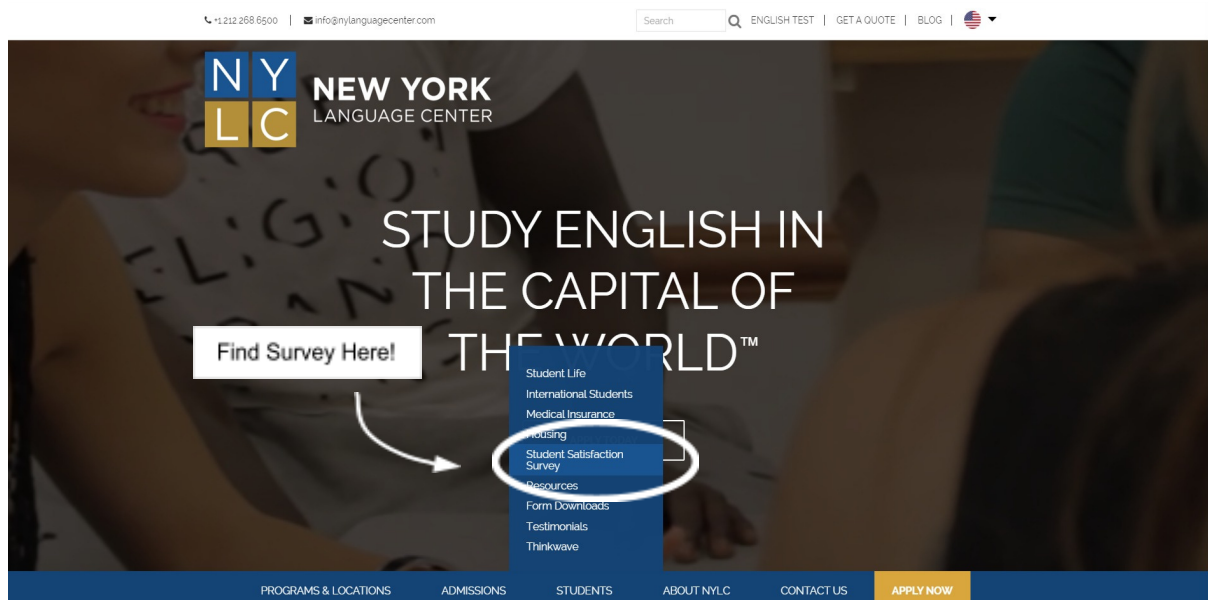 +1.212.268.6500 | info@nylanguagecenter.com
Search ENGLISH TEST | GET A QUOTE | BLOG |
N Y
L C
NEW YORK
LANGUAGE CENTER
STUDY ENGLISH IN
THE CAPITAL OF
THE WORLD™
Find Survey Here!
Student Life
International Students
Medical Insurance
Housing
Student Satisfaction
Survey
Resources
Form Downloads
Testimonials
Thinkwave
PROGRAMS & LOCATIONS ADMISSIONS STUDENTS ABOUT NYLC CONTACT US APPLY NOW